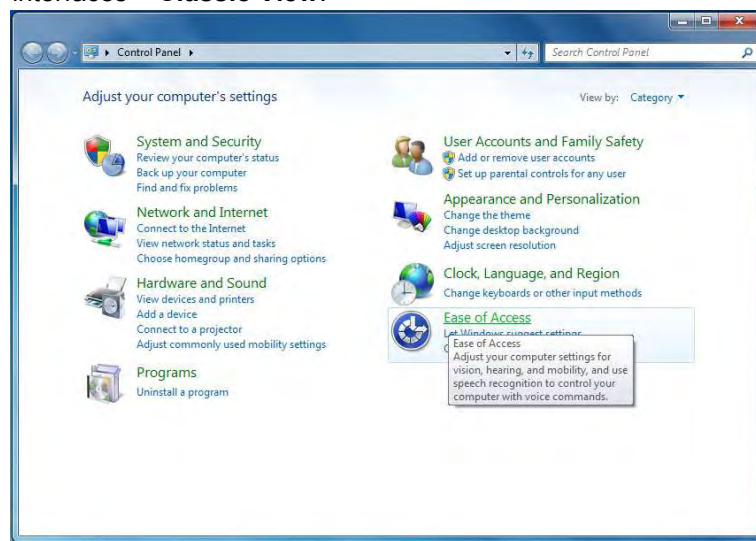 Control Panel
Search Control Panel
Adjust your computer's settings
View by: Category
System and Security
Review your computer's status
Back up your computer
Find and fix problems
Network and Internet
Connect to the Internet
View network status and tasks
Choose homegroup and sharing options
Hardware and Sound
View devices and printers
Add a device
Connect to a projector
Adjust commonly used mobility settings
Programs
Uninstall a program
User Accounts and Family Safety
Add or remove user accounts
Set up parental controls for any user
Appearance and Personalization
Change the theme
Change desktop background
Adjust screen resolution
Clock, Language, and Region
Change keyboards or other input methods
Ease of Access
Let Windows suggest settings
Ease of Access
Adjust your computer settings for
vision, hearing, and mobility, and use
speech recognition to control your
computer with voice commands.